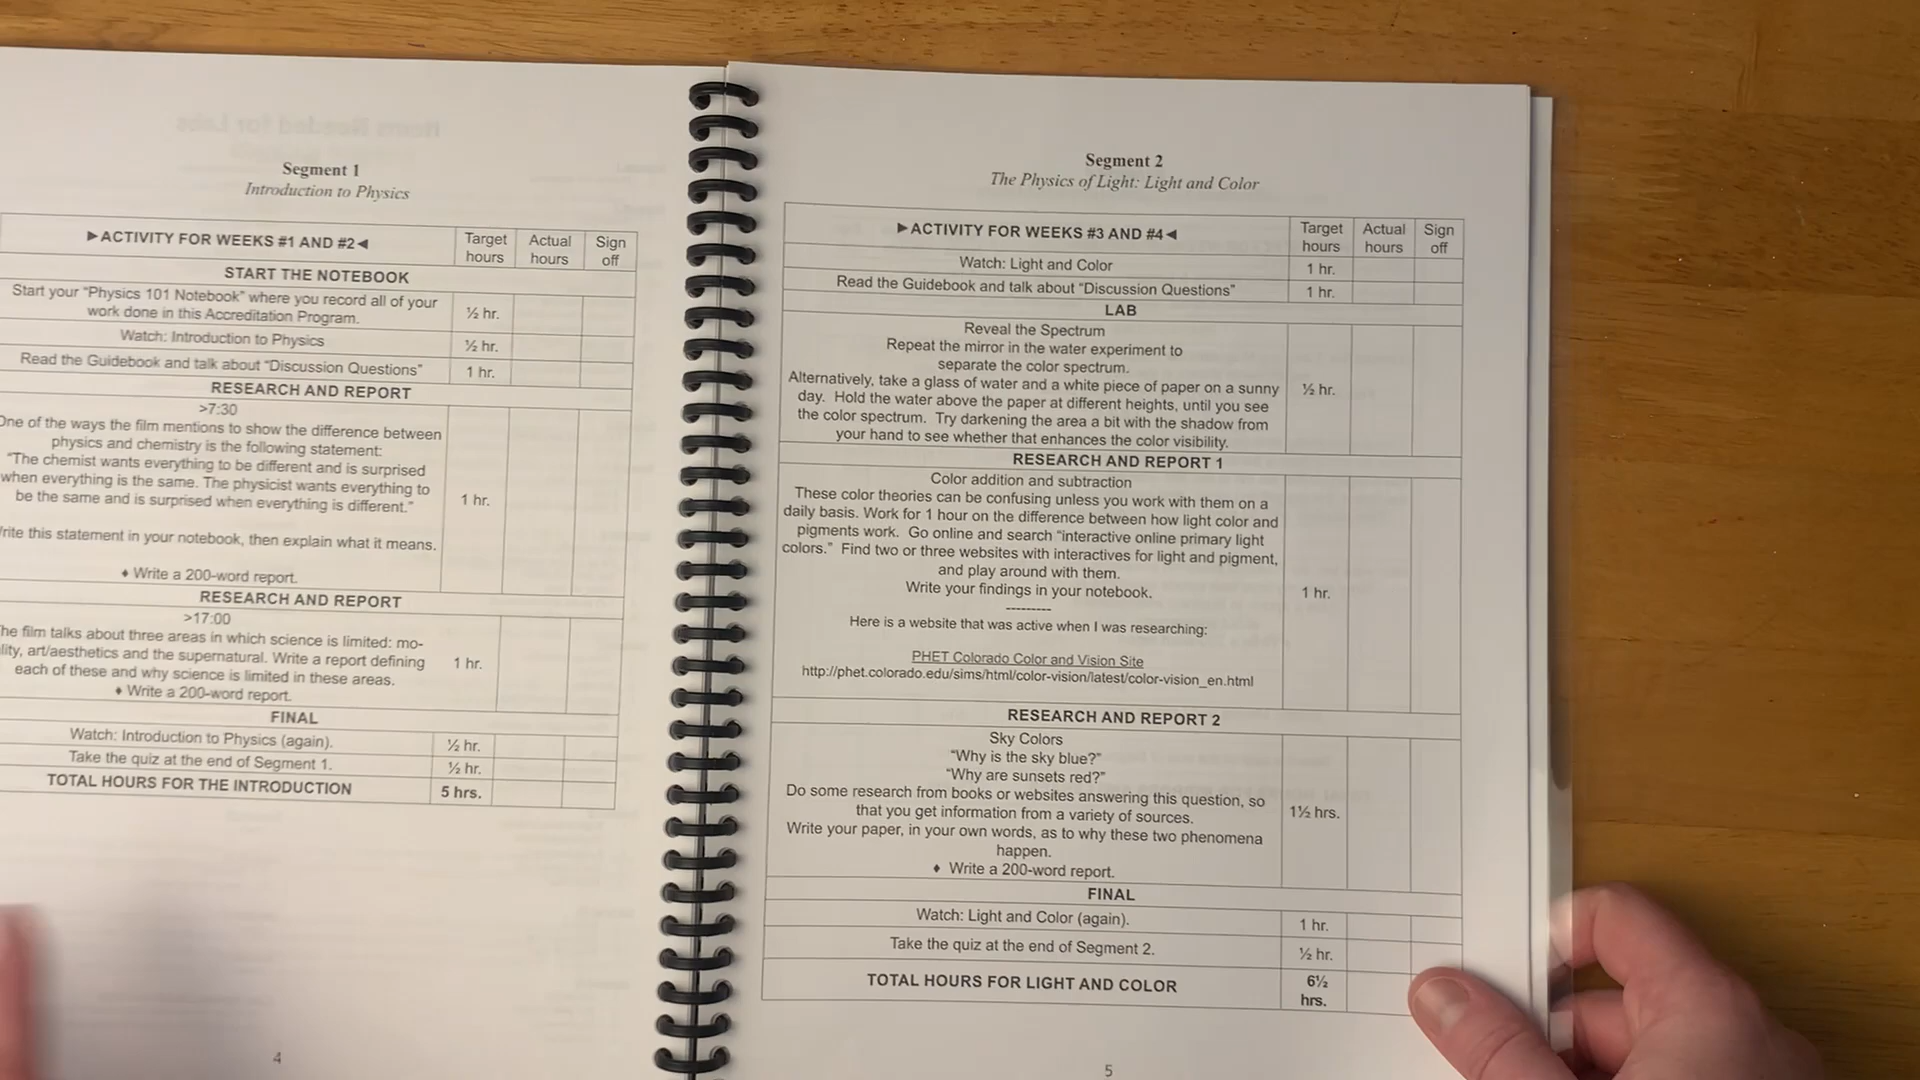 Segment 1
Introduction to Physics
►ACTIVITY FOR WEEKS #1 AND #2◄
Target hours
Actual hours
Sign off
START THE NOTEBOOK
Start your “Physics 101 Notebook” where you record all of your
work done in this Accreditation Program.
½ hr.
Watch: Introduction to Physics
½ hr.
Read the Guidebook and talk about “Discussion Questions”
1 hr.
RESEARCH AND REPORT
>7:30
One of the ways the film mentions to show the difference between
physics and chemistry is the following statement:
“The chemist wants everything to be different and is surprised
when everything is the same. The physicist wants everything to
be the same and is surprised when everything is different.”
rite this statement in your notebook, then explain what it means.
♦ Write a 200-word report.
1 hr.
RESEARCH AND REPORT
>17:00
he film talks about three areas in which science is limited: mo-
lity, art/aesthetics and the supernatural. Write a report defining
each of these and why science is limited in these areas.
♦ Write a 200-word report.
1 hr.
FINAL
Watch: Introduction to Physics (again).
½ hr.
Take the quiz at the end of Segment 1.
½ hr.
TOTAL HOURS FOR THE INTRODUCTION
5 hrs.
4
Segment 2
The Physics of Light: Light and Color
►ACTIVITY FOR WEEKS #3 AND #4◄
Target hours
Actual hours
Sign off
Watch: Light and Color
1 hr.
Read the Guidebook and talk about “Discussion Questions”
1 hr.
LAB
Reveal the Spectrum
Repeat the mirror in the water experiment to
separate the color spectrum.
Alternatively, take a glass of water and a white piece of paper on a sunny
day. Hold the water above the paper at different heights, until you see
the color spectrum. Try darkening the area a bit with the shadow from
your hand to see whether that enhances the color visibility.
½ hr.
RESEARCH AND REPORT 1
Color addition and subtraction
These color theories can be confusing unless you work with them on a
daily basis. Work for 1 hour on the difference between how light color and
pigments work. Go online and search “interactive online primary light
colors.” Find two or three websites with interactives for light and pigment,
and play around with them.
Write your findings in your notebook.
---------
Here is a website that was active when I was researching:
PHET Colorado Color and Vision Site
http://phet.colorado.edu/sims/html/color-vision/latest/color-vision_en.html
1 hr.
RESEARCH AND REPORT 2
Sky Colors
“Why is the sky blue?”
“Why are sunsets red?”
Do some research from books or websites answering this question, so
that you get information from a variety of sources.
Write your paper, in your own words, as to why these two phenomena
happen.
♦ Write a 200-word report.
1½ hrs.
FINAL
Watch: Light and Color (again).
1 hr.
Take the quiz at the end of Segment 2.
½ hr.
TOTAL HOURS FOR LIGHT AND COLOR
6½ hrs.
5